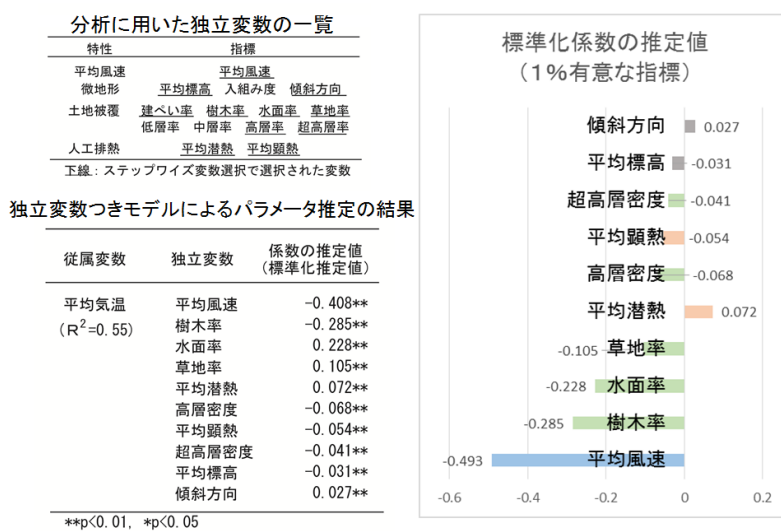 分析に用いた独立変数の一覧
特性 指標
平均風速 平均風速
微地形 平均標高 入組み度 傾斜方向
土地被覆 建ぺい率 樹木率 水面率 草地率
低層率 中層率 高層率 超高層率
人工排熱 平均潜熱 平均顕熱
下線：ステップワイズ変数選択で選択された変数
独立変数つきモデルによるパラメータ推定の結果
従属変数 独立変数 係数の推定値
(標準化推定値)
平均気温 平均風速 -0.408**
(R²=0.55) 樹木率 -0.285**
水面率 0.228**
草地率 0.105**
平均潜熱 0.072**
高層密度 -0.068**
平均顕熱 -0.054**
超高層密度 -0.041**
平均標高 -0.031**
傾斜方向 0.027**
**p<0.01, *p<0.05
標準化係数の推定値
（1％有意な指標）
傾斜方向 0.027
平均標高 -0.031
超高層密度 -0.041
平均顕熱 -0.054
高層密度 -0.068
平均潜熱 0.072
-0.105 草地率
-0.228 水面率
-0.285 樹木率
-0.493 平均風速
-0.6 -0.4 -0.2 0 0.2